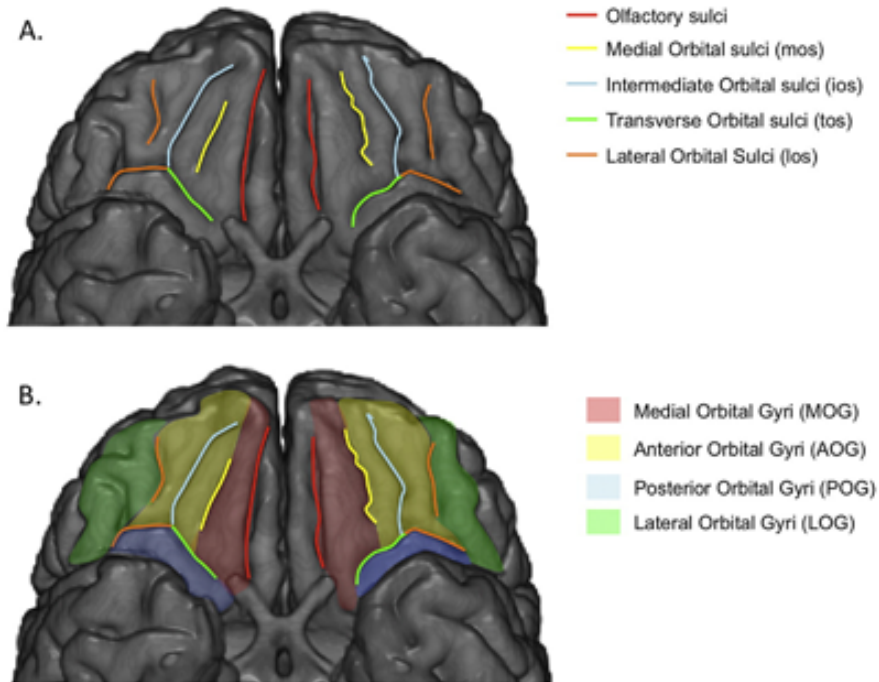 A.
Olfactory sulci
Medial Orbital sulci (mos)
Intermediate Orbital sulci (ios)
Transverse Orbital sulci (tos)
Lateral Orbital Sulci (los)
B.
Medial Orbital Gyri (MOG)
Anterior Orbital Gyri (AOG)
Posterior Orbital Gyri (POG)
Lateral Orbital Gyri (LOG)